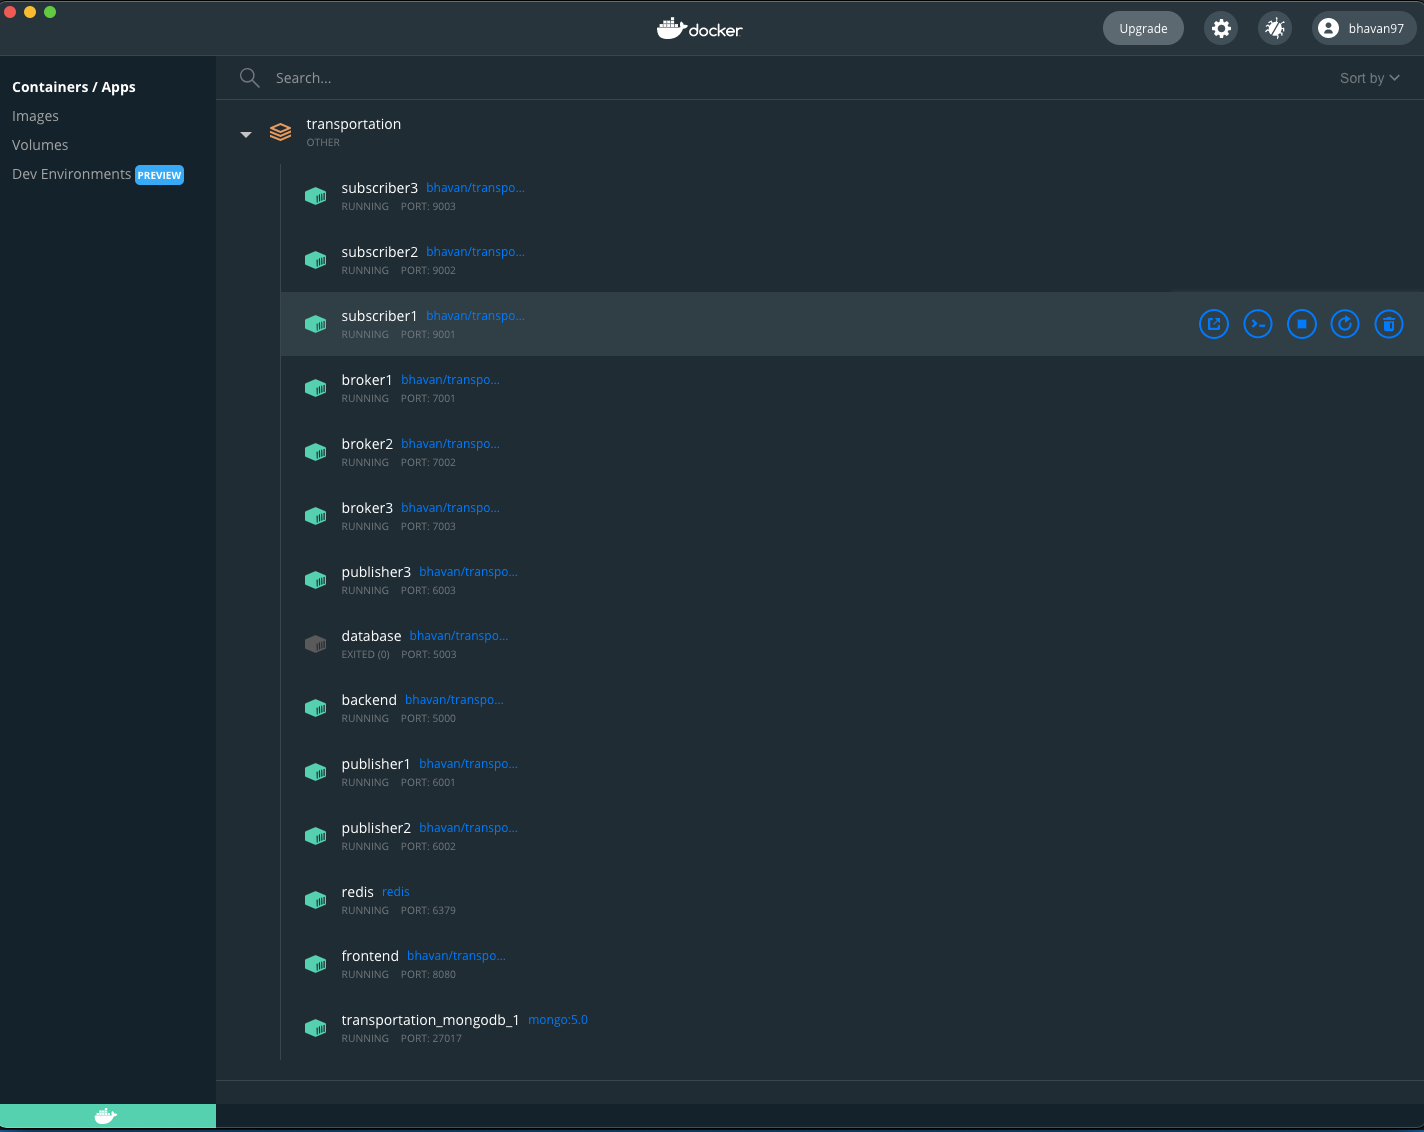 docker
Upgrade
bhavan97
Containers / Apps
Images
Volumes
Dev Environments PREVIEW
Search...
Sort by
transportation
OTHER
subscriber3 bhavan/transpo...
RUNNING PORT: 9003
subscriber2 bhavan/transpo...
RUNNING PORT: 9002
subscriber1 bhavan/transpo...
RUNNING PORT: 9001
broker1 bhavan/transpo...
RUNNING PORT: 7001
broker2 bhavan/transpo...
RUNNING PORT: 7002
broker3 bhavan/transpo...
RUNNING PORT: 7003
publisher3 bhavan/transpo...
RUNNING PORT: 6003
database bhavan/transpo...
EXITED (0) PORT: 5003
backend bhavan/transpo...
RUNNING PORT: 5000
publisher1 bhavan/transpo...
RUNNING PORT: 6001
publisher2 bhavan/transpo...
RUNNING PORT: 6002
redis redis
RUNNING PORT: 6379
frontend bhavan/transpo...
RUNNING PORT: 8080
transportation_mongodb_1 mongo:5.0
RUNNING PORT: 27017